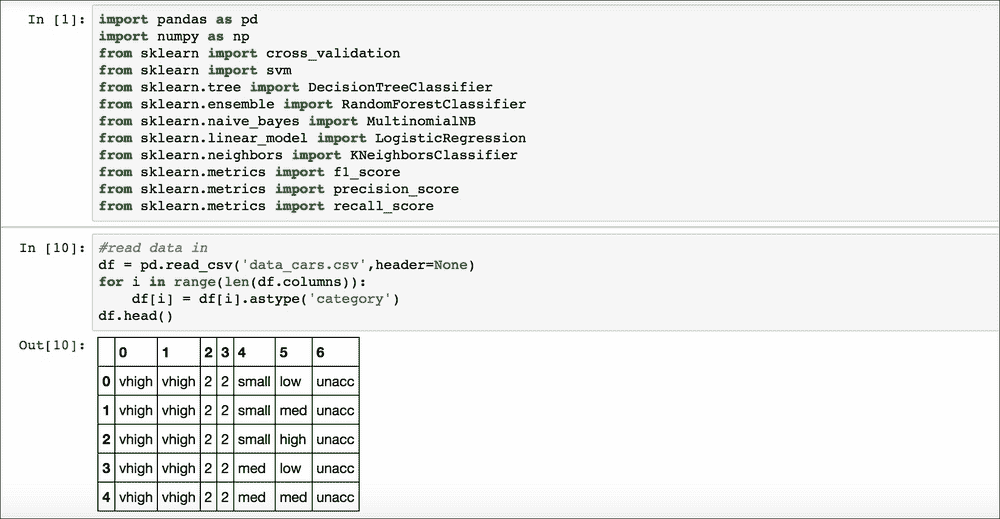 In [1]: import pandas as pd
import numpy as np
from sklearn import cross_validation
from sklearn import svm
from sklearn.tree import DecisionTreeClassifier
from sklearn.ensemble import RandomForestClassifier
from sklearn.naive_bayes import MultinomialNB
from sklearn.linear_model import LogisticRegression
from sklearn.neighbors import KNeighborsClassifier
from sklearn.metrics import f1_score
from sklearn.metrics import precision_score
from sklearn.metrics import recall_score
In [10]: #read data in
df = pd.read_csv('data_cars.csv',header=None)
for i in range(len(df.columns)):
    df[i] = df[i].astype('category')
df.head()
Out[10]:
0 1 2 3 4 5 6
0 vhigh vhigh 2 2 small low unacc
1 vhigh vhigh 2 2 small med unacc
2 vhigh vhigh 2 2 small high unacc
3 vhigh vhigh 2 2 med low unacc
4 vhigh vhigh 2 2 med med unacc